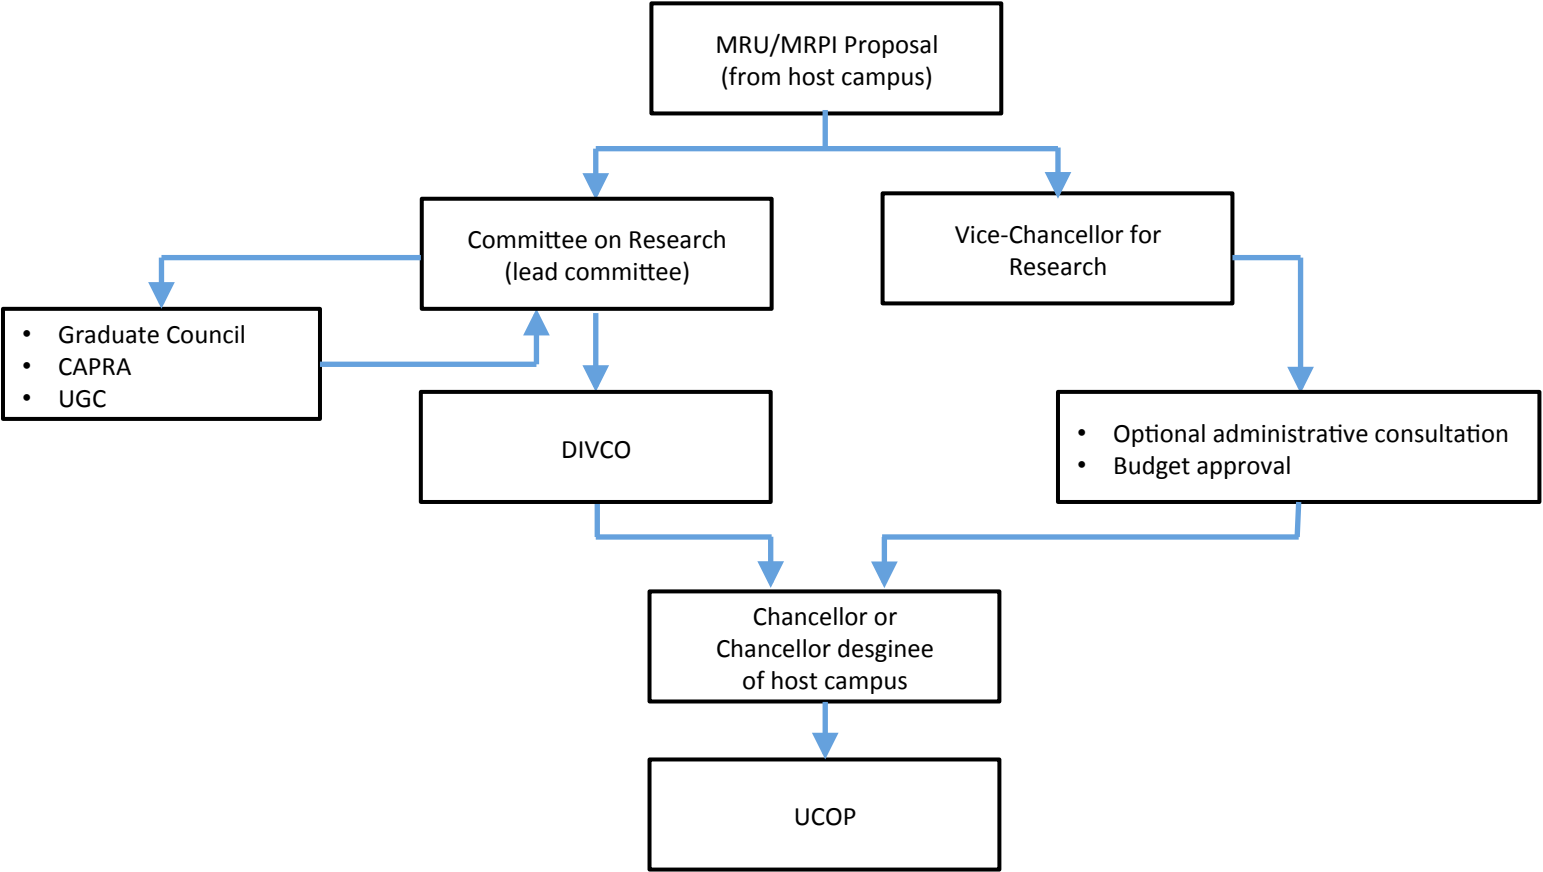 MRU/MRPI Proposal
(from host campus)
Committee on Research
(lead committee)
Vice-Chancellor for
Research
• Graduate Council
• CAPRA
• UGC
DIVCO
• Optional administrative consultation
• Budget approval
Chancellor or
Chancellor desginee
of host campus
UCOP